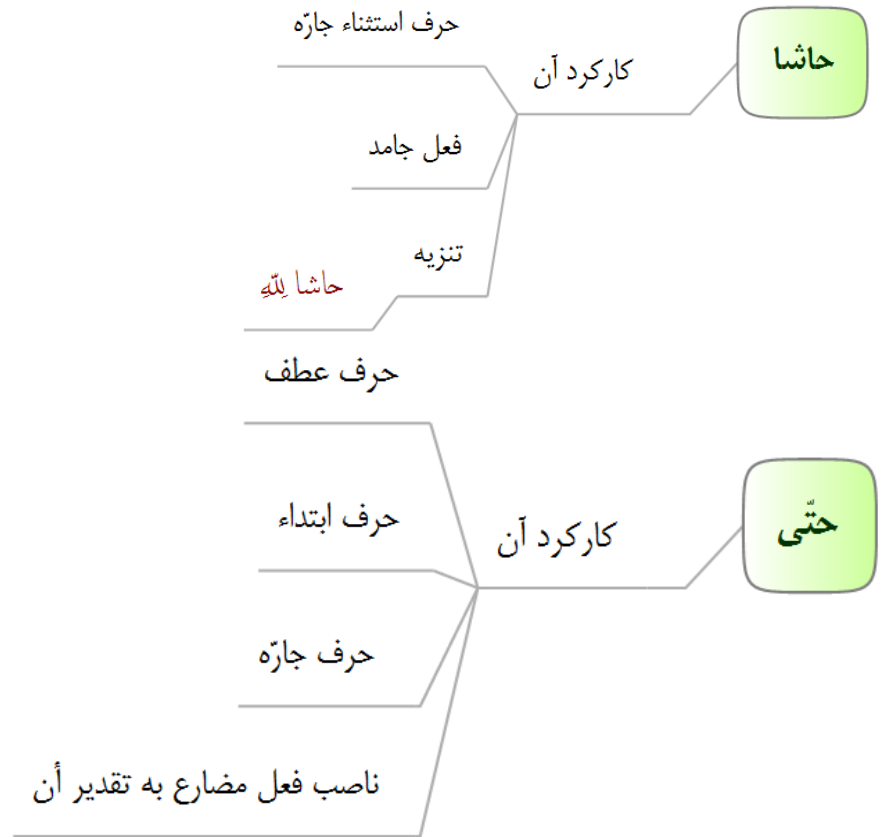 حاشا
کارکرد آن
حرف استثناء جارّه
فعل جامد
تنزیه
حاشا لِلّهِ
حتّی
کارکرد آن
حرف عطف
حرف ابتداء
حرف جارّه
ناصب فعل مضارع به تقدیر أن